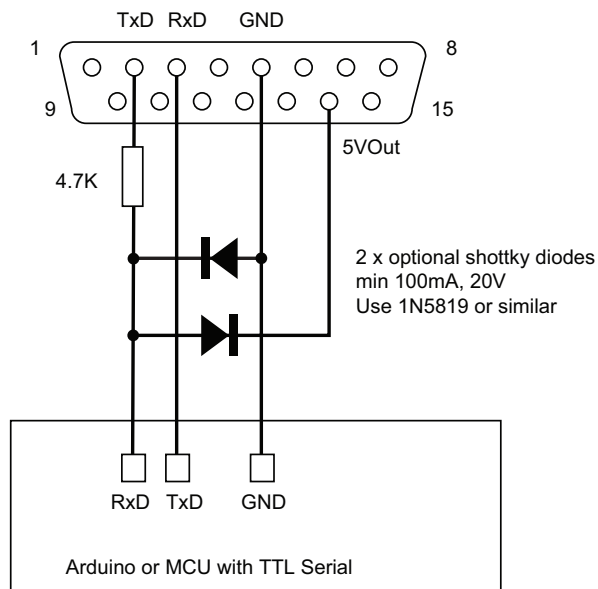 TxD RxD GND
1 8
9 15
5VOut
4.7K
2 x optional shottky diodes
min 100mA, 20V
Use 1N5819 or similar
RxD TxD GND
Arduino or MCU with TTL Serial